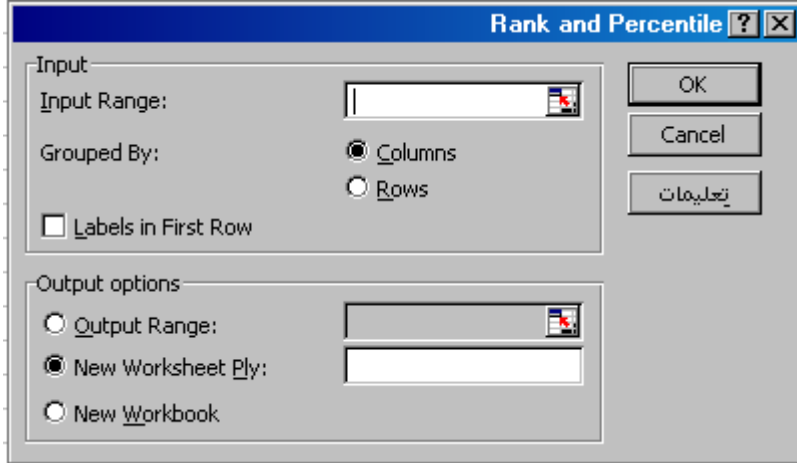 Rank and Percentile
Input
Input Range:
OK
Cancel
Grouped By:
Columns
Rows
تعليمات
Labels in First Row
Output options
Output Range:
New Worksheet Ply:
New Workbook